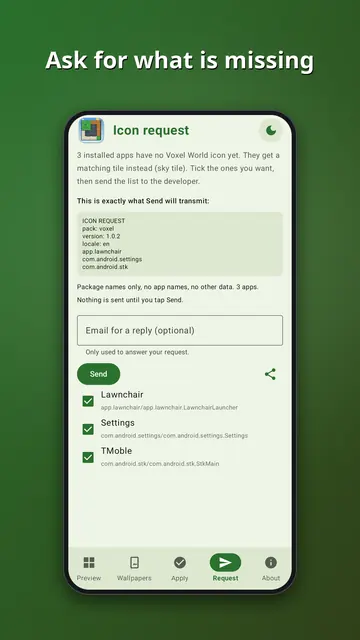 Ask for what is missing
Icon request
3 installed apps have no Voxel World icon yet. They get a
matching tile instead (sky tile). Tick the ones you want,
then send the list to the developer.
This is exactly what Send will transmit:
ICON REQUEST
pack: voxel
version: 1.0.2
locale: en
app.lawnchair
com.android.settings
com.android.stk
Package names only, no app names, no other data. 3 apps.
Nothing is sent until you tap Send.
Email for a reply (optional)
Only used to answer your request.
Send
Lawnchair
app.lawnchair/app.lawnchair.LawnchairLauncher
Settings
com.android.settings/com.android.settings.Settings
TMoble
com.android.stk/com.android.stk.StkMain
Preview
Wallpapers
Apply
Request
About